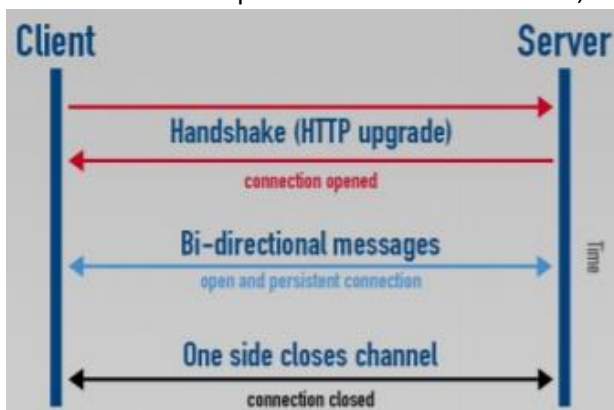 Client
Server
Handshake (HTTP upgrade)
connection opened
Bi-directional messages
open and persistent connection
Time
One side closes channel
connection closed